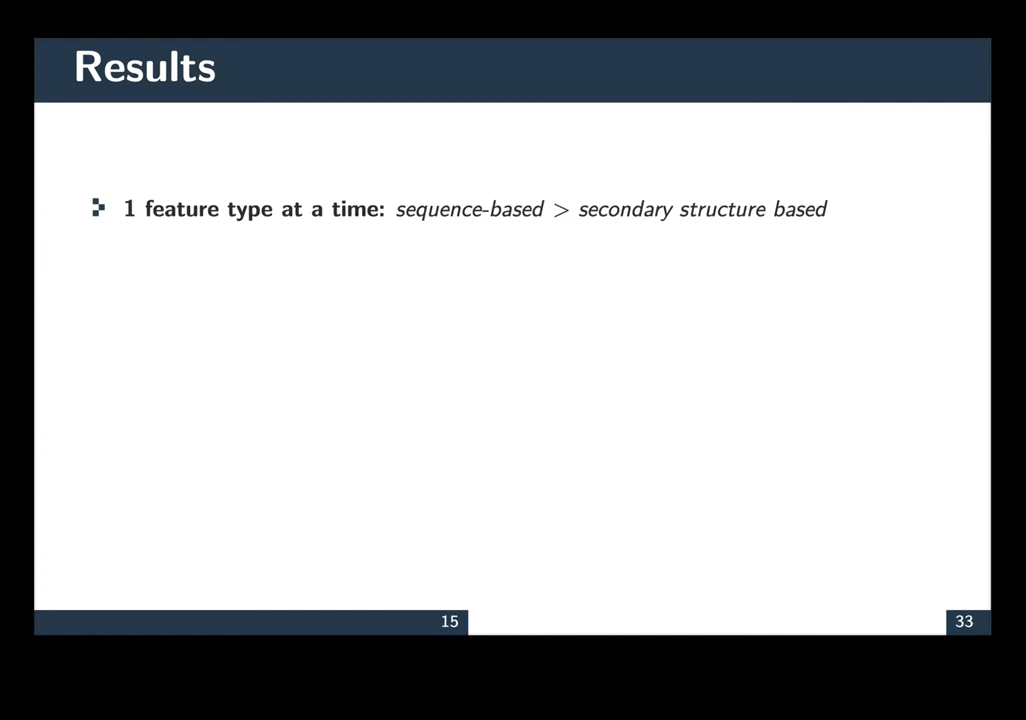 Results
1 feature type at a time: sequence-based > secondary structure based
15
33